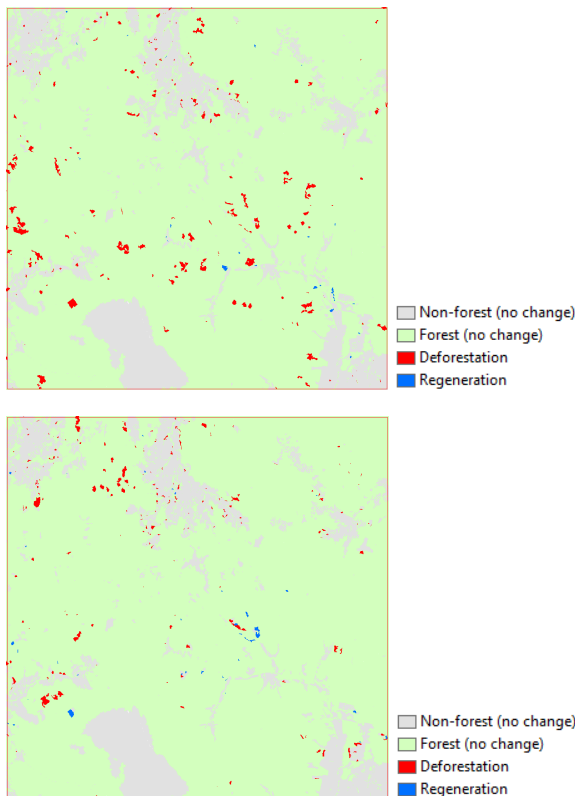 Non-forest (no change)
Forest (no change)
Deforestation
Regeneration
Non-forest (no change)
Forest (no change)
Deforestation
Regeneration